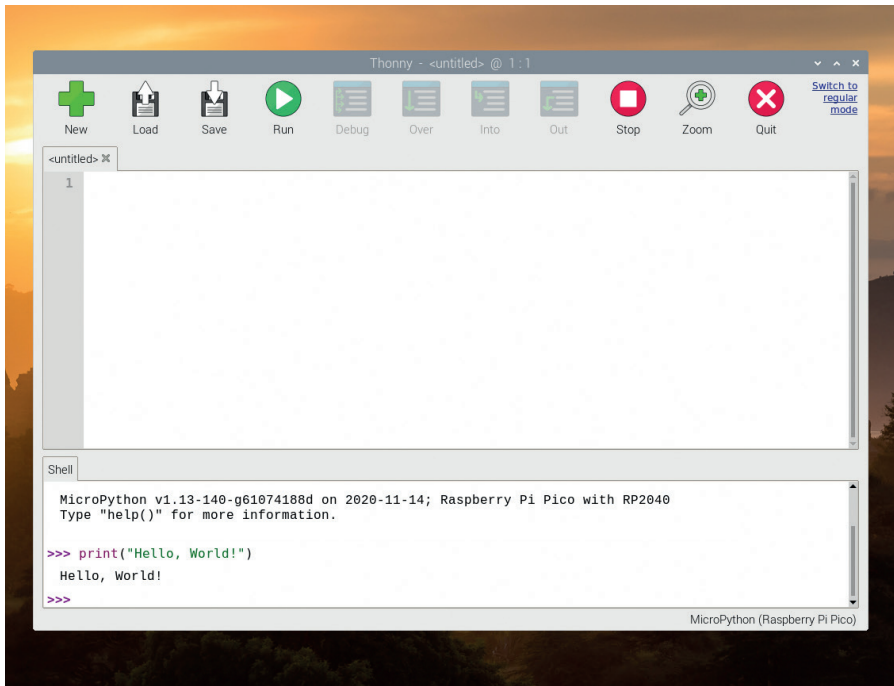 Thonny - <untitled> @ 1:1
New Load Save Run Debug Over Into Out Stop Zoom Quit
Switch to
regular
mode
<untitled>
1
Shell
MicroPython v1.13-140-g61074188d on 2020-11-14; Raspberry Pi Pico with RP2040
Type "help()" for more information.
>>> print("Hello, World!")
Hello, World!
>>>
MicroPython (Raspberry Pi Pico)